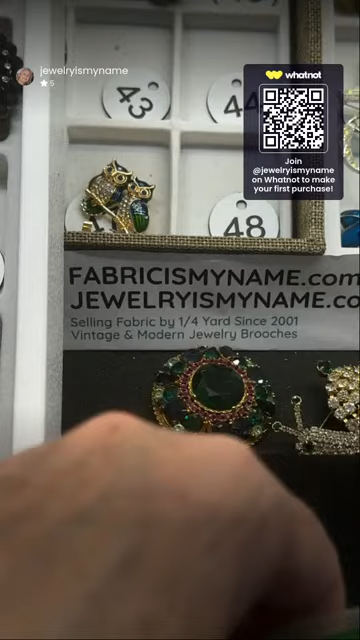 jewelryismyname
★ 5
whatnot
Join
@jewelryismyname
on Whatnot to make
your first purchase!
43
44
48
FABRICISMYNAME.com
JEWELRYISMYNAME.co
Selling Fabric by 1/4 Yard Since 2001
Vintage & Modern Jewelry Brooches